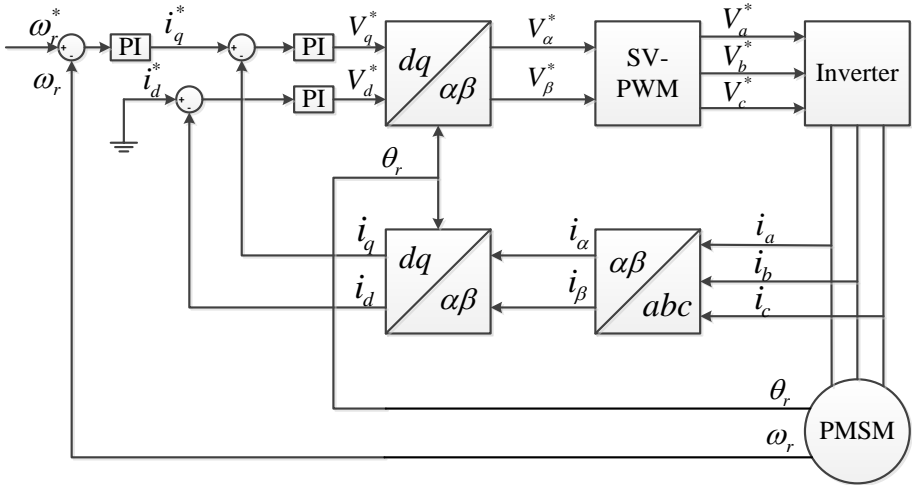 ω_r^* + - PI i_q^* + - PI V_q^* dq αβ V_α^* SV-PWM V_a^* Inverter
ω_r i_d^* + - PI V_d^* V_β^* V_b^*
V_c^*
θ_r
i_q dq αβ i_α αβ abc i_a
i_d i_β i_b
i_c
θ_r
ω_r PMSM